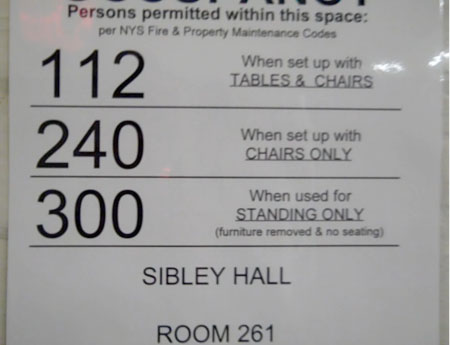 OCCUPANCY
Persons permitted within this space:
per NYS Fire & Property Maintenance Codes
112
When set up with
TABLES & CHAIRS
240
When set up with
CHAIRS ONLY
300
When used for
STANDING ONLY
(furniture removed & no seating)
SIBLEY HALL
ROOM 261